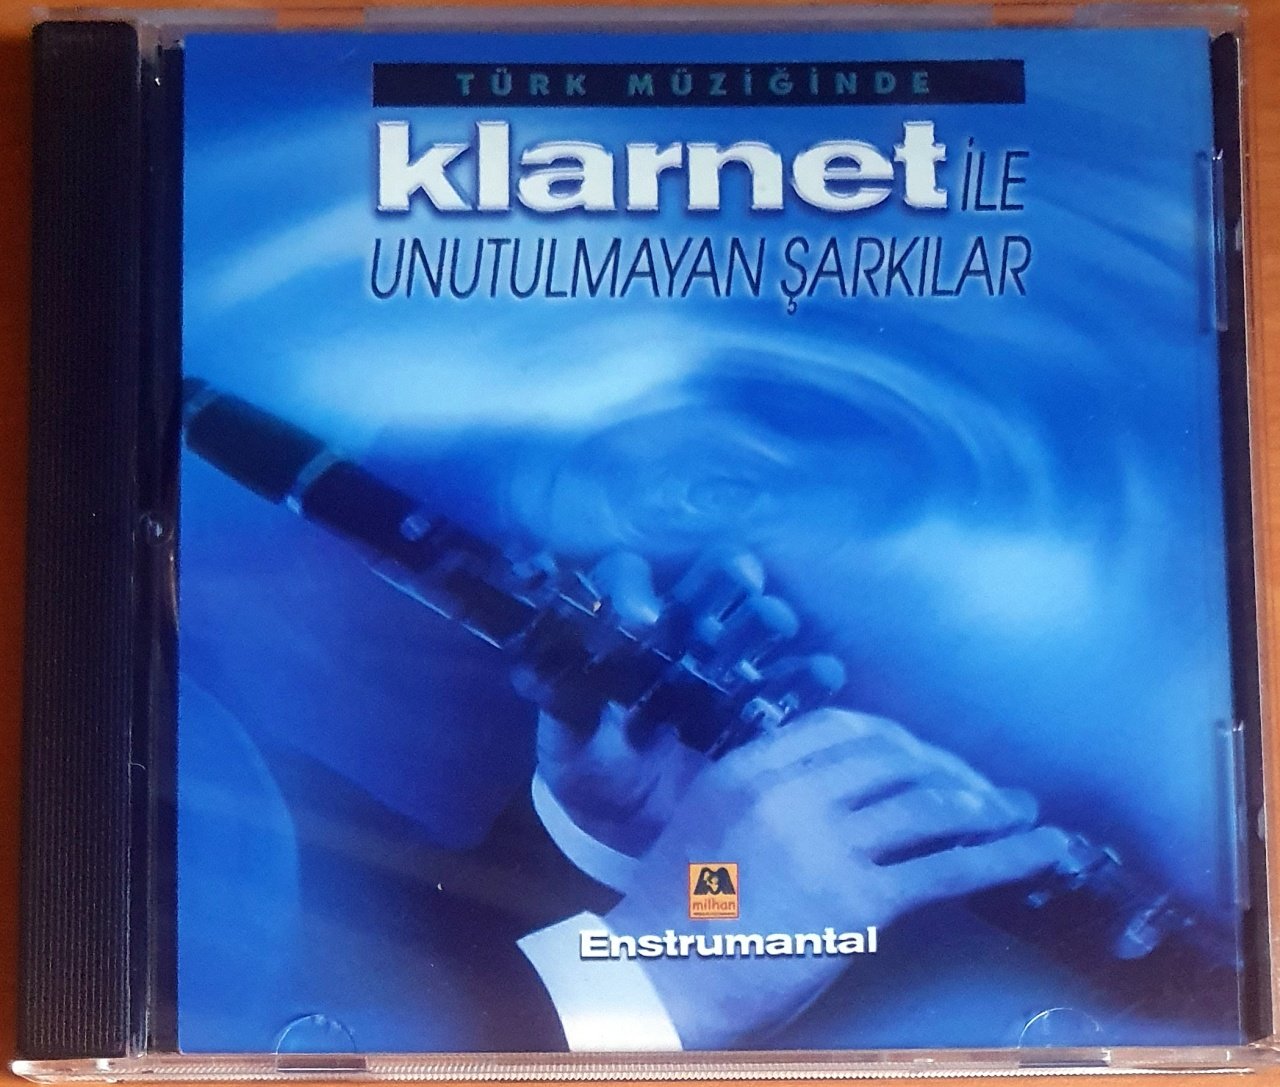 TÜRK MÜZİĞİNDE
klarnet İLE
UNUTULMAYAN ŞARKILAR
milhan
Enstrumantal